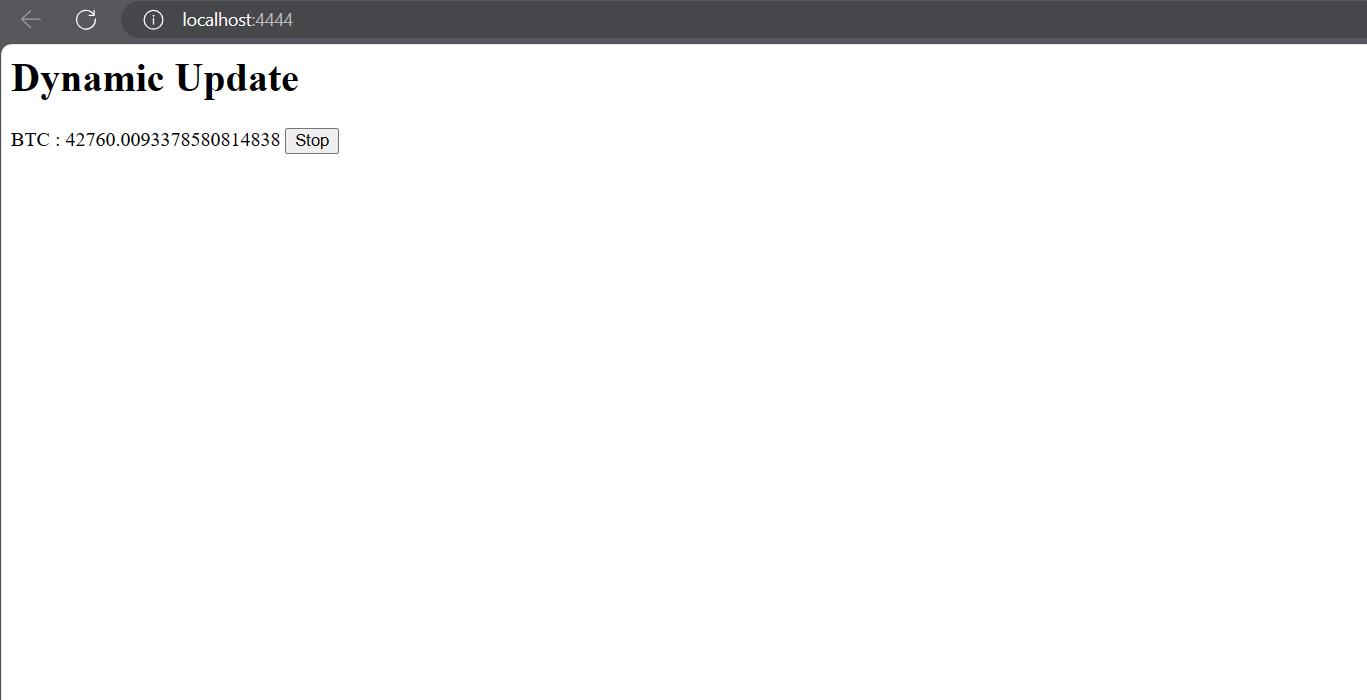 localhost:4444
Dynamic Update
BTC : 42760.0093378580814838 Stop